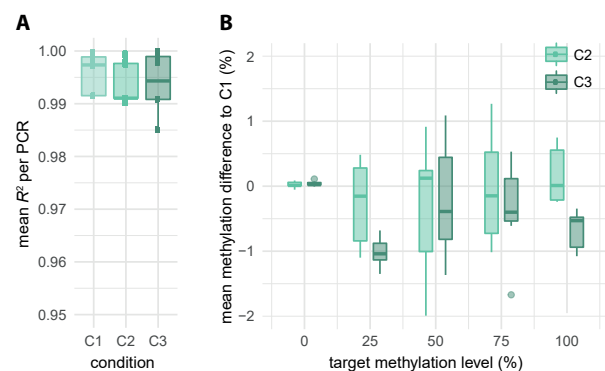 A
mean R² per PCR
1.00
0.99
0.98
0.97
0.96
0.95
C1 C2 C3
condition
B
mean methylation difference to C1 (%)
2
1
0
−1
−2
C2
C3
0 25 50 75 100
target methylation level (%)